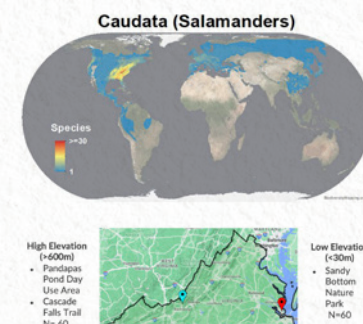 Caudata (Salamanders)
Species
>=30
1
High Elevation
(>600m)
• Pandapas
Pond Day
Use Area
• Cascade
Falls Trail
N= 60
Low Elevation
(<30m)
• Sandy
Bottom
Nature
Park
N=60